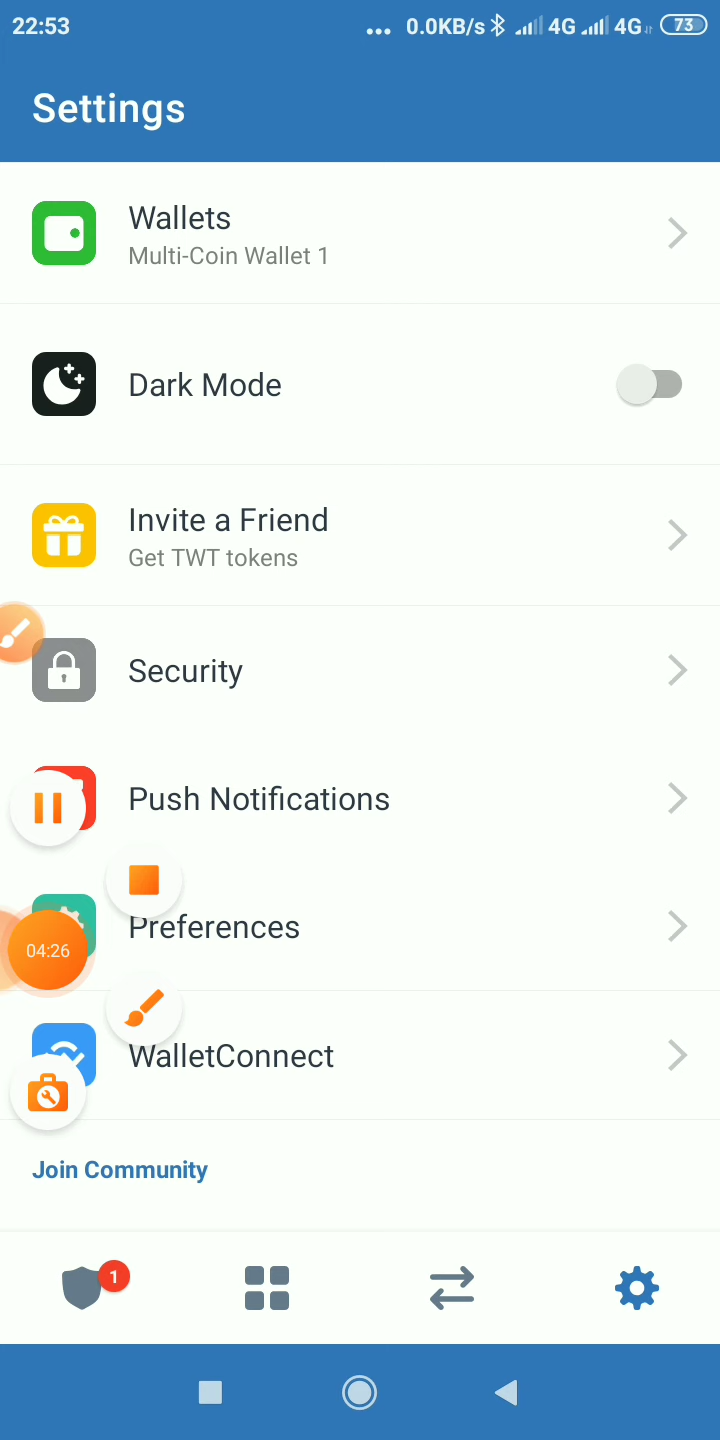 22:53
... 0.0KB/s 4G 4G 73
Settings
Wallets
Multi-Coin Wallet 1
Dark Mode
Invite a Friend
Get TWT tokens
Security
Push Notifications
Preferences
04:26
WalletConnect
Join Community
1